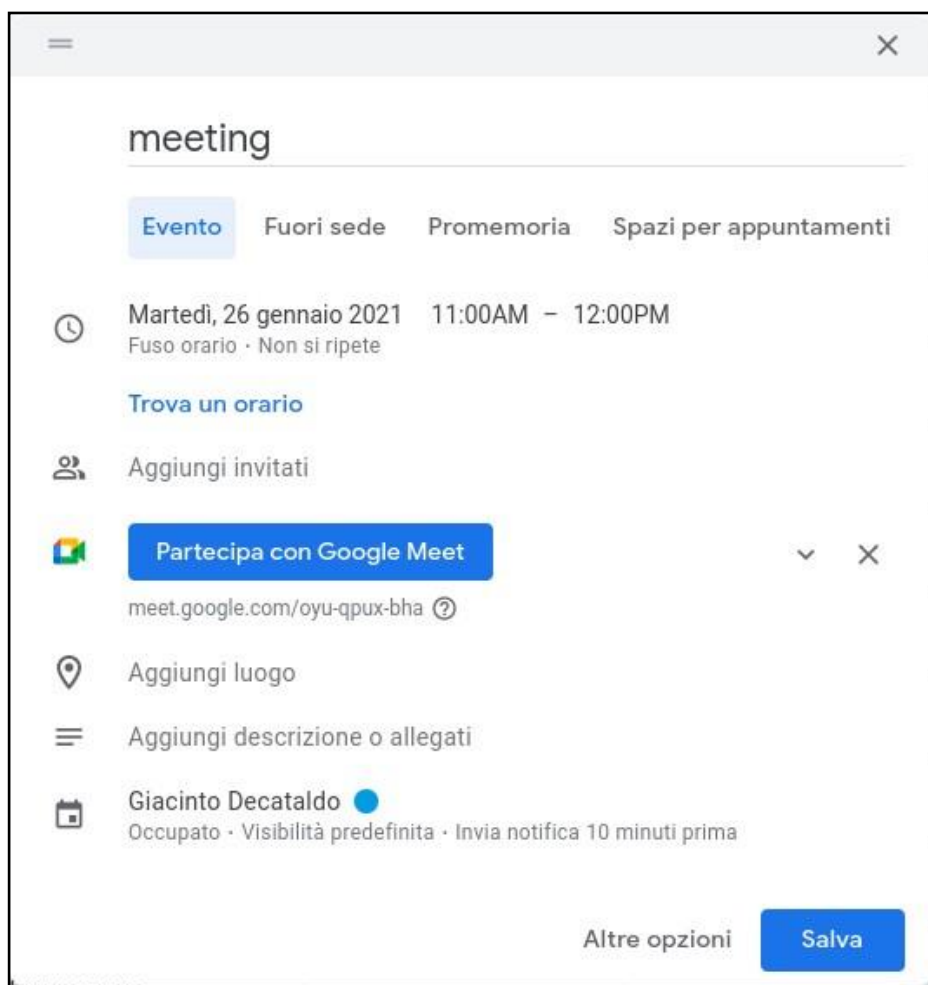 meeting
Evento Fuori sede Promemoria Spazi per appuntamenti
Martedì, 26 gennaio 2021 11:00AM – 12:00PM
Fuso orario · Non si ripete
Trova un orario
Aggiungi invitati
Partecipa con Google Meet
meet.google.com/oyu-qpux-bha
Aggiungi luogo
Aggiungi descrizione o allegati
Giacinto Decataldo
Occupato · Visibilità predefinita · Invia notifica 10 minuti prima
Altre opzioni Salva